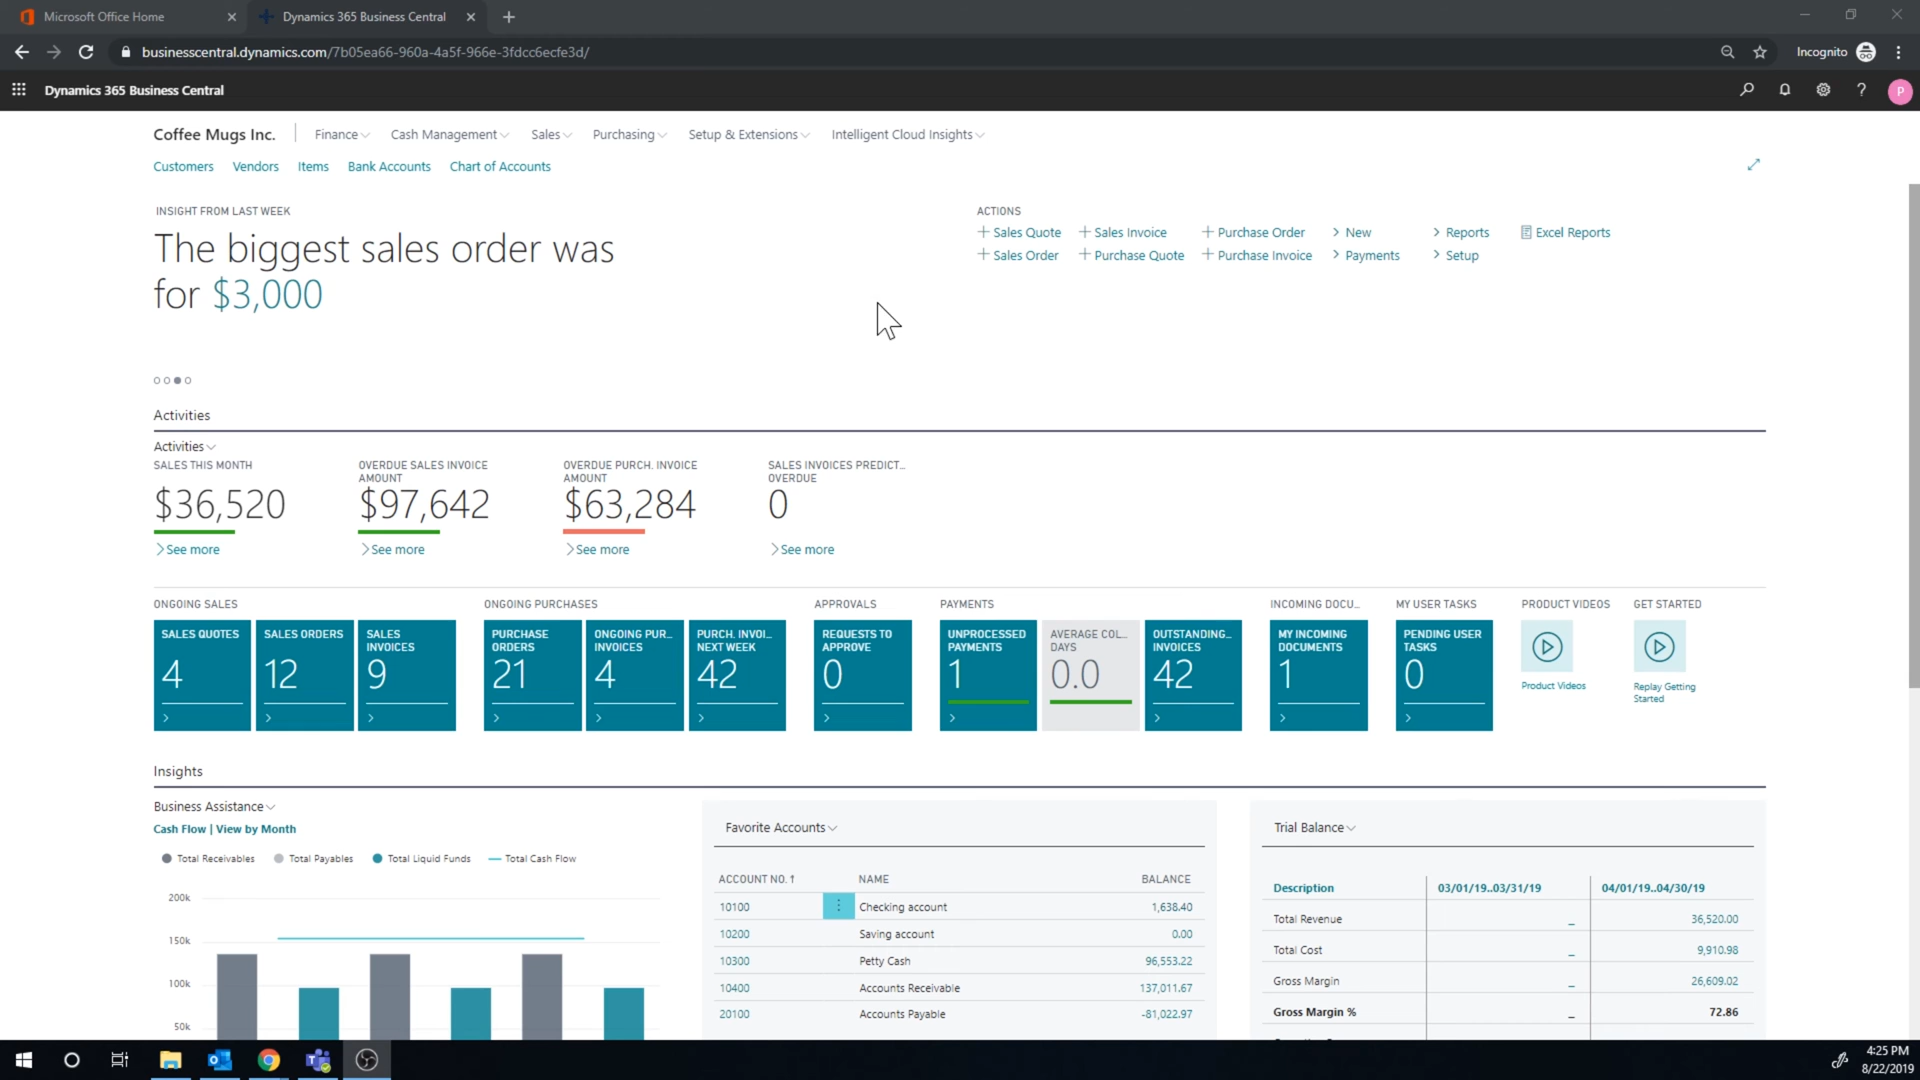 Microsoft Office Home
Dynamics 365 Business Central
businesscentral.dynamics.com/7b05ea66-960a-4a5f-966e-3fdcc6ecfe3d/
Incognito
Dynamics 365 Business Central
P
Coffee Mugs Inc.
Finance
Cash Management
Sales
Purchasing
Setup & Extensions
Intelligent Cloud Insights
Customers
Vendors
Items
Bank Accounts
Chart of Accounts
INSIGHT FROM LAST WEEK
The biggest sales order was
for $3,000
ACTIONS
+ Sales Quote
+ Sales Invoice
+ Purchase Order
> New
> Reports
Excel Reports
+ Sales Order
+ Purchase Quote
+ Purchase Invoice
> Payments
> Setup
Activities
Activities
SALES THIS MONTH
$36,520
>See more
OVERDUE SALES INVOICE
AMOUNT
$97,642
>See more
OVERDUE PURCH. INVOICE
AMOUNT
$63,284
>See more
SALES INVOICES PREDICT...
OVERDUE
0
>See more
ONGOING SALES
SALES QUOTES
4
SALES ORDERS
12
SALES
INVOICES
9
ONGOING PURCHASES
PURCHASE
ORDERS
21
ONGOING PUR...
INVOICES
4
PURCH. INVOI...
NEXT WEEK
42
APPROVALS
REQUESTS TO
APPROVE
0
PAYMENTS
UNPROCESSED
PAYMENTS
1
AVERAGE COL...
DAYS
0.0
OUTSTANDING...
INVOICES
42
INCOMING DOCU...
MY INCOMING
DOCUMENTS
1
MY USER TASKS
PENDING USER
TASKS
0
PRODUCT VIDEOS
Product Videos
GET STARTED
Replay Getting
Started
Insights
Business Assistance
Cash Flow | View by Month
Total Receivables
Total Payables
Total Liquid Funds
Total Cash Flow
200k
150k
100k
50k
Favorite Accounts
ACCOUNT NO. ↑ NAME BALANCE
10100 Checking account 1,638.40
10200 Saving account 0.00
10300 Petty Cash 96,553.22
10400 Accounts Receivable 137,011.67
20100 Accounts Payable -81,022.97
Trial Balance
Description 03/01/19..03/31/19 04/01/19..04/30/19
Total Revenue _ 36,520.00
Total Cost _ 9,910.98
Gross Margin _ 26,609.02
Gross Margin % _ 72.86
4:25 PM
8/22/2019